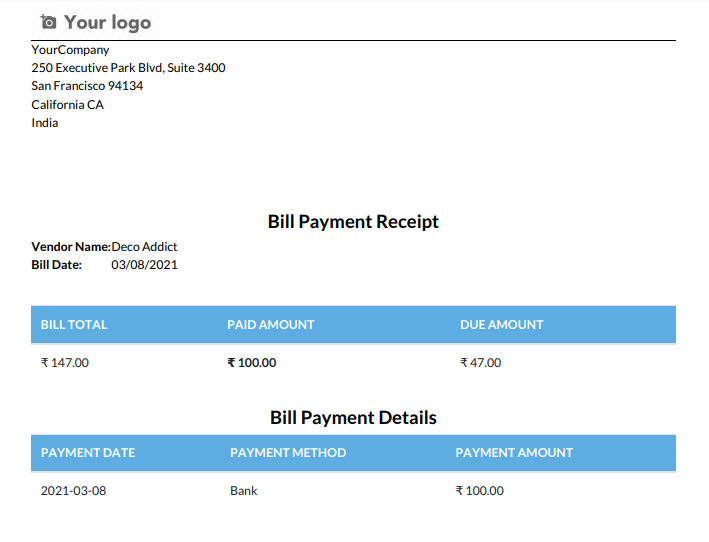 Your logo
YourCompany
250 Executive Park Blvd, Suite 3400
San Francisco 94134
California CA
India
Bill Payment Receipt
Vendor Name:Deco Addict
Bill Date: 03/08/2021
BILL TOTAL PAID AMOUNT DUE AMOUNT
₹ 147.00 ₹ 100.00 ₹ 47.00
Bill Payment Details
PAYMENT DATE PAYMENT METHOD PAYMENT AMOUNT
2021-03-08 Bank ₹ 100.00